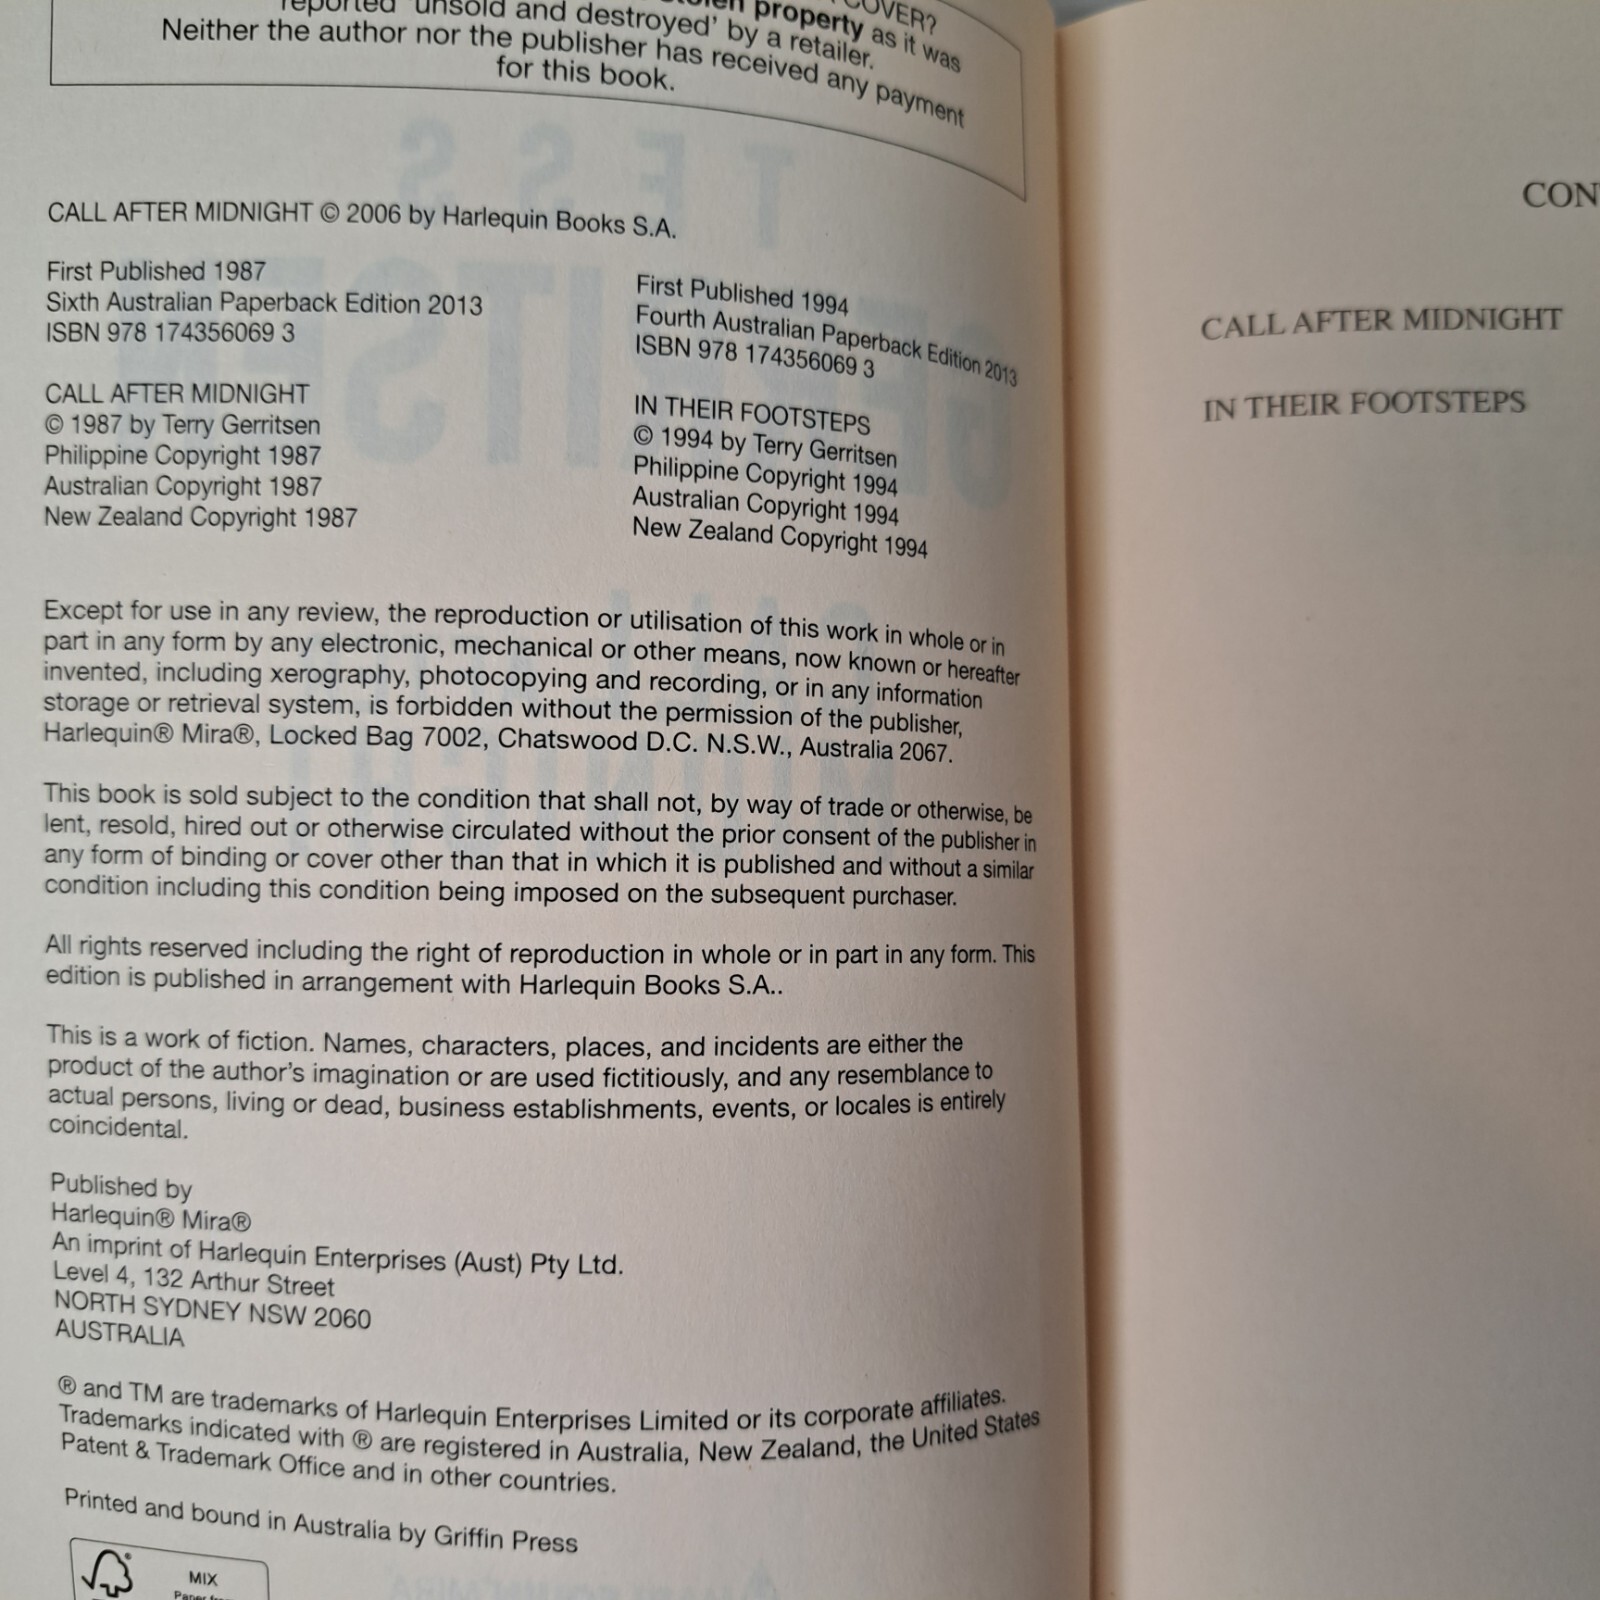 COVER?
stolen property as it was
reported 'unsold and destroyed' by a retailer.
Neither the author nor the publisher has received any payment
for this book.
CALL AFTER MIDNIGHT © 2006 by Harlequin Books S.A.
First Published 1987
Sixth Australian Paperback Edition 2013
ISBN 978 174356069 3
CALL AFTER MIDNIGHT
© 1987 by Terry Gerritsen
Philippine Copyright 1987
Australian Copyright 1987
New Zealand Copyright 1987
First Published 1994
Fourth Australian Paperback Edition 2013
ISBN 978 174356069 3
IN THEIR FOOTSTEPS
© 1994 by Terry Gerritsen
Philippine Copyright 1994
Australian Copyright 1994
New Zealand Copyright 1994
Except for use in any review, the reproduction or utilisation of this work in whole or in
part in any form by any electronic, mechanical or other means, now known or hereafter
invented, including xerography, photocopying and recording, or in any information
storage or retrieval system, is forbidden without the permission of the publisher,
Harlequin® Mira®, Locked Bag 7002, Chatswood D.C. N.S.W., Australia 2067.
This book is sold subject to the condition that shall not, by way of trade or otherwise, be
lent, resold, hired out or otherwise circulated without the prior consent of the publisher in
any form of binding or cover other than that in which it is published and without a similar
condition including this condition being imposed on the subsequent purchaser.
All rights reserved including the right of reproduction in whole or in part in any form. This
edition is published in arrangement with Harlequin Books S.A..
This is a work of fiction. Names, characters, places, and incidents are either the
product of the author's imagination or are used fictitiously, and any resemblance to
actual persons, living or dead, business establishments, events, or locales is entirely
coincidental.
Published by
Harlequin® Mira®
An imprint of Harlequin Enterprises (Aust) Pty Ltd.
Level 4, 132 Arthur Street
NORTH SYDNEY NSW 2060
AUSTRALIA
® and TM are trademarks of Harlequin Enterprises Limited or its corporate affiliates.
Trademarks indicated with ® are registered in Australia, New Zealand, the United States
Patent & Trademark Office and in other countries.
Printed and bound in Australia by Griffin Press
MIX
CON
CALL AFTER MIDNIGHT
IN THEIR FOOTSTEPS